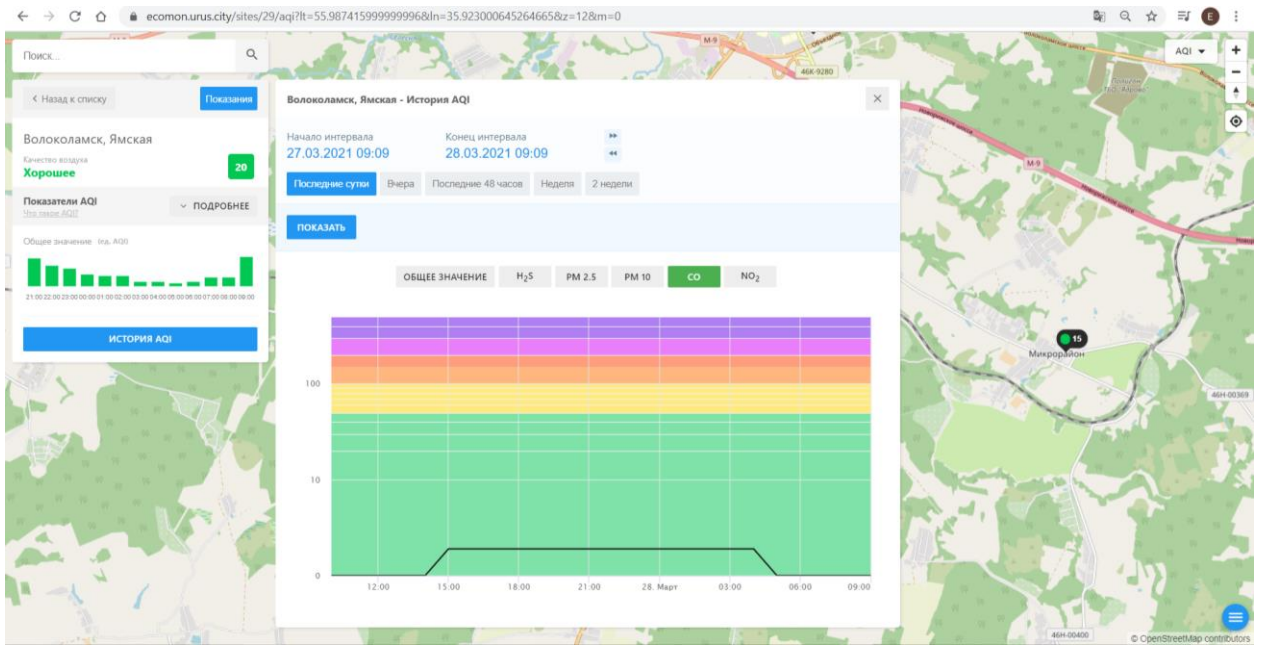 ecomon.urus.city/sites/29/aqi?lt=55.987415999999996&ln=35.923000645264665&z=12&m=0
E
Поиск...
М-9
46К-9280
AQI
Назад к списку
Показания
Волоколамск, Ямская
Качество воздуха
Хорошее
20
Показатели AQI
Что такое AQI?
ПОДРОБНЕЕ
Общее значение (ед. AQI)
21:00 22:00 23:00 00:00 01:00 02:00 03:00 04:00 05:00 06:00 07:00 08:00 09:00
ИСТОРИЯ AQI
Волоколамск, Ямская - История AQI
Начало интервала
Конец интервала
27.03.2021 09:09
28.03.2021 09:09
Последние сутки
Вчера
Последние 48 часов
Неделя
2 недели
ПОКАЗАТЬ
ОБЩЕЕ ЗНАЧЕНИЕ
H₂S
PM 2.5
PM 10
CO
NO₂
100
10
0
12:00
15:00
18:00
21:00
28. Март
03:00
06:00
09:00
М-9
Новорижское шоссе
15
Микрорайон
46Н-00369
46Н-00400
© OpenStreetMap contributors